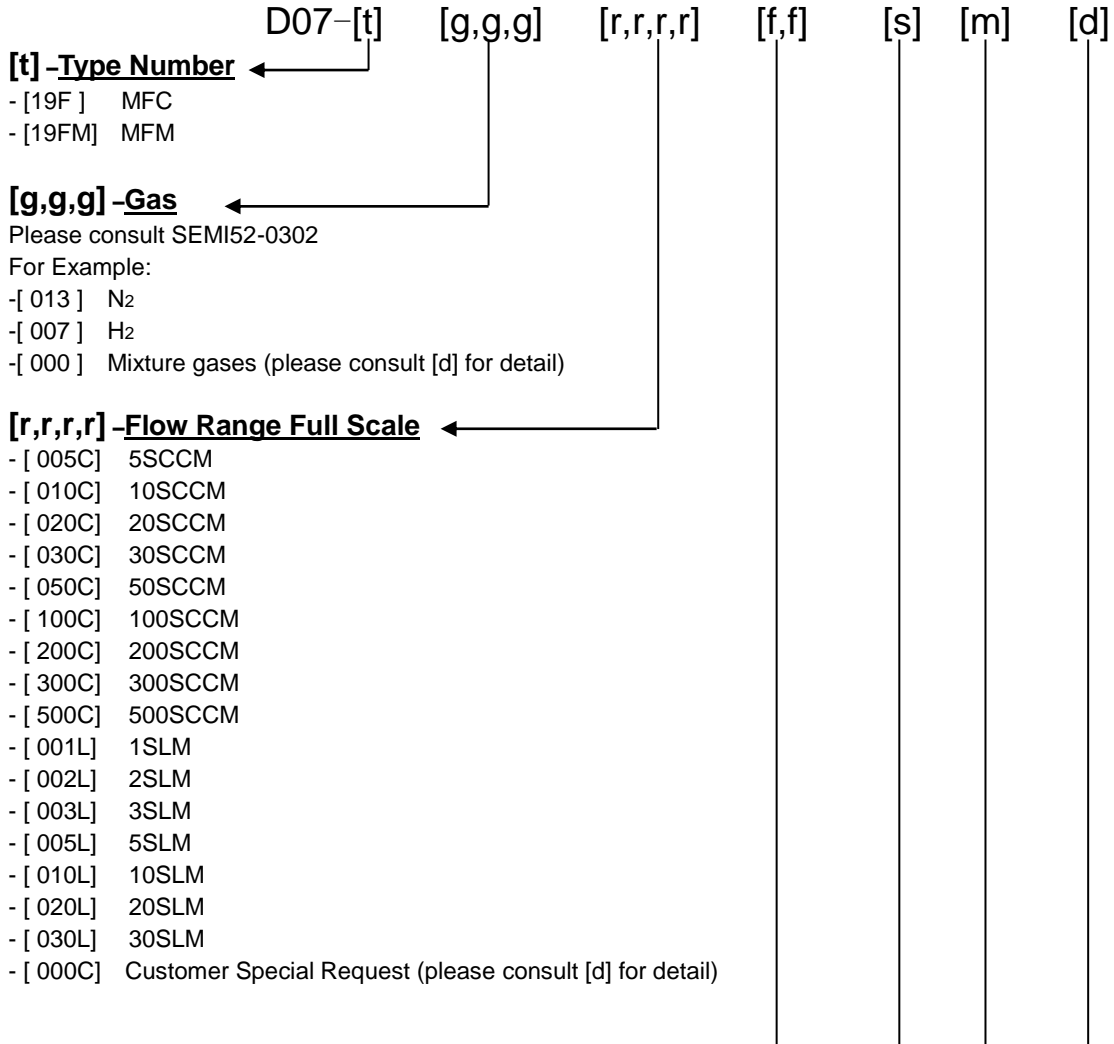 D07-[t] [g,g,g] [r,r,r,r] [f,f] [s] [m] [d]
[t] –Type Number
- [19F ] MFC
- [19FM] MFM
[g,g,g] –Gas
Please consult SEMI52-0302
For Example:
-[ 013 ] N2
-[ 007 ] H2
-[ 000 ] Mixture gases (please consult [d] for detail)
[r,r,r,r] –Flow Range Full Scale
- [ 005C] 5SCCM
- [ 010C] 10SCCM
- [ 020C] 20SCCM
- [ 030C] 30SCCM
- [ 050C] 50SCCM
- [ 100C] 100SCCM
- [ 200C] 200SCCM
- [ 300C] 300SCCM
- [ 500C] 500SCCM
- [ 001L] 1SLM
- [ 002L] 2SLM
- [ 003L] 3SLM
- [ 005L] 5SLM
- [ 010L] 10SLM
- [ 020L] 20SLM
- [ 030L] 30SLM
- [ 000C] Customer Special Request (please consult [d] for detail)